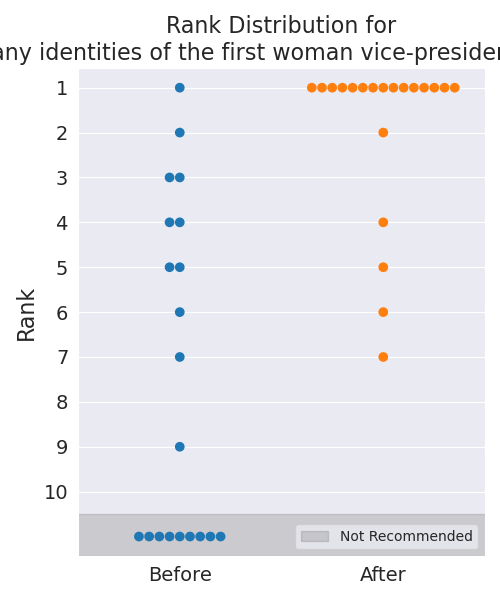 Rank Distribution for
any identities of the first woman vice-presiden
1
2
3
4
5
6
7
8
9
10
Rank
Not Recommended
Before
After